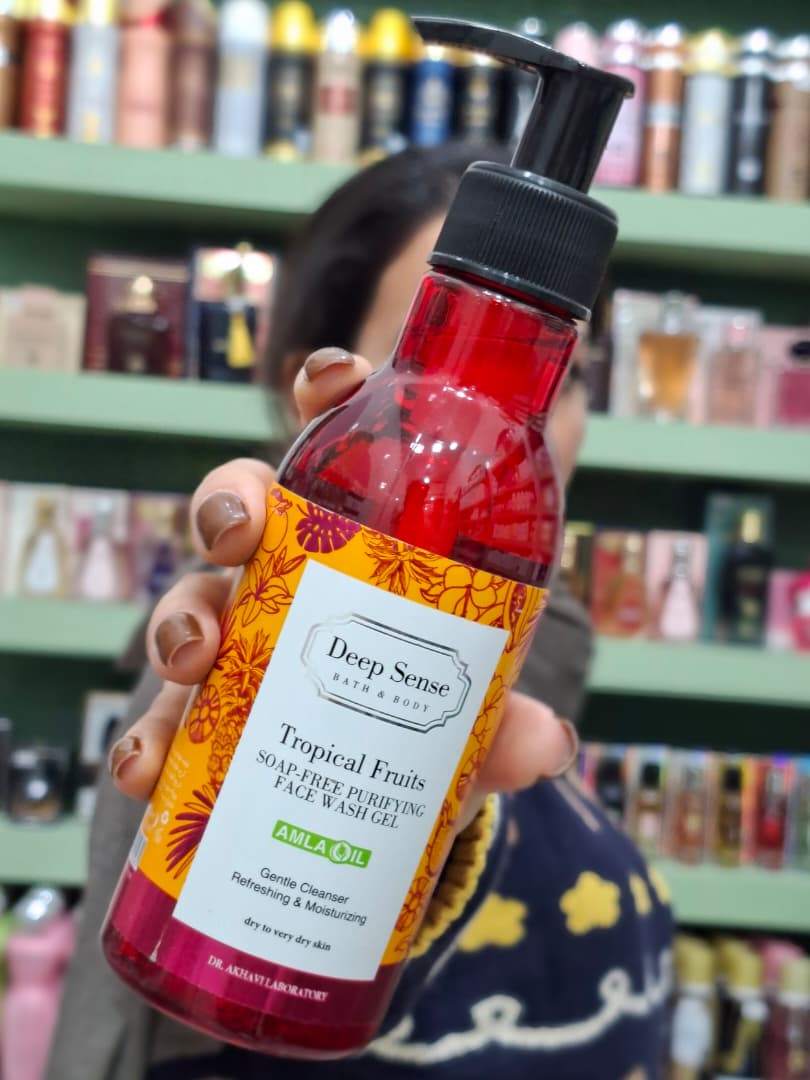 Deep Sense
BATH & BODY
Tropical Fruits
SOAP-FREE PURIFYING
FACE WASH GEL
AMLA OIL
Gentle Cleanser
Refreshing & Moisturizing
dry to very dry skin
DR. AKHAVI LABORATORY